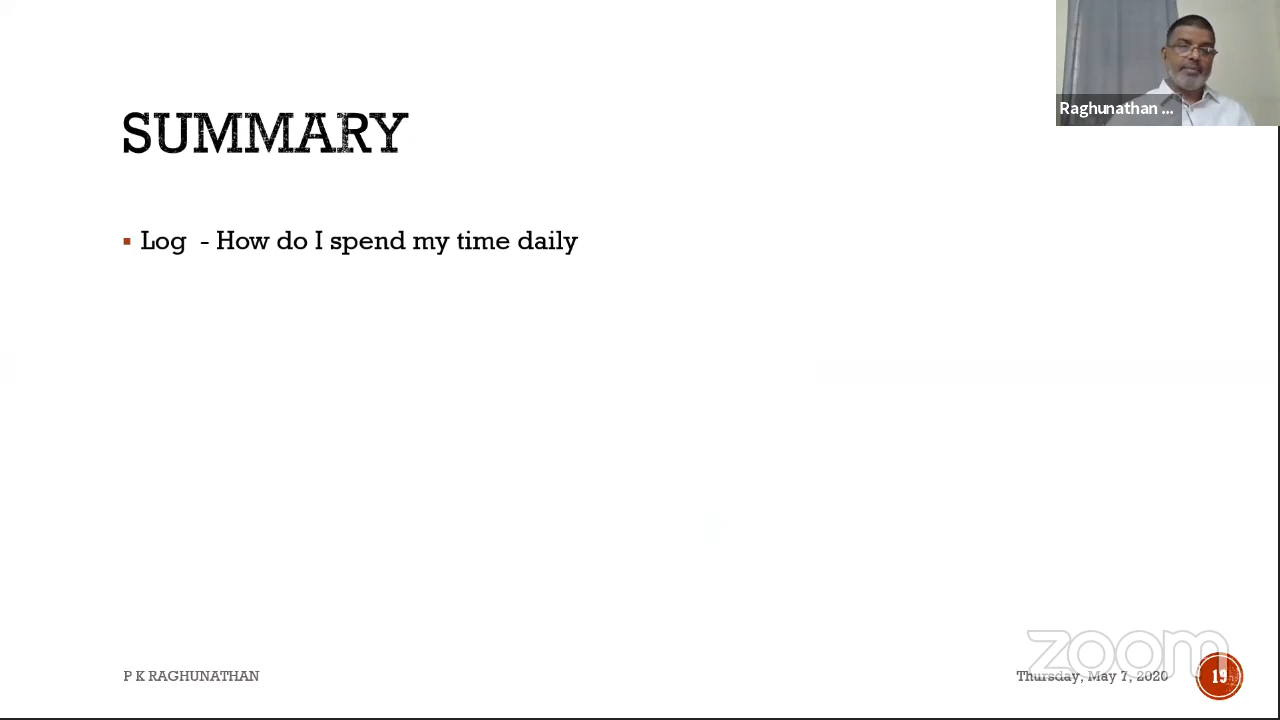 Raghunathan ...
SUMMARY
▪ Log - How do I spend my time daily
zoom
P K RAGHUNATHAN
Thursday, May 7, 2020
19